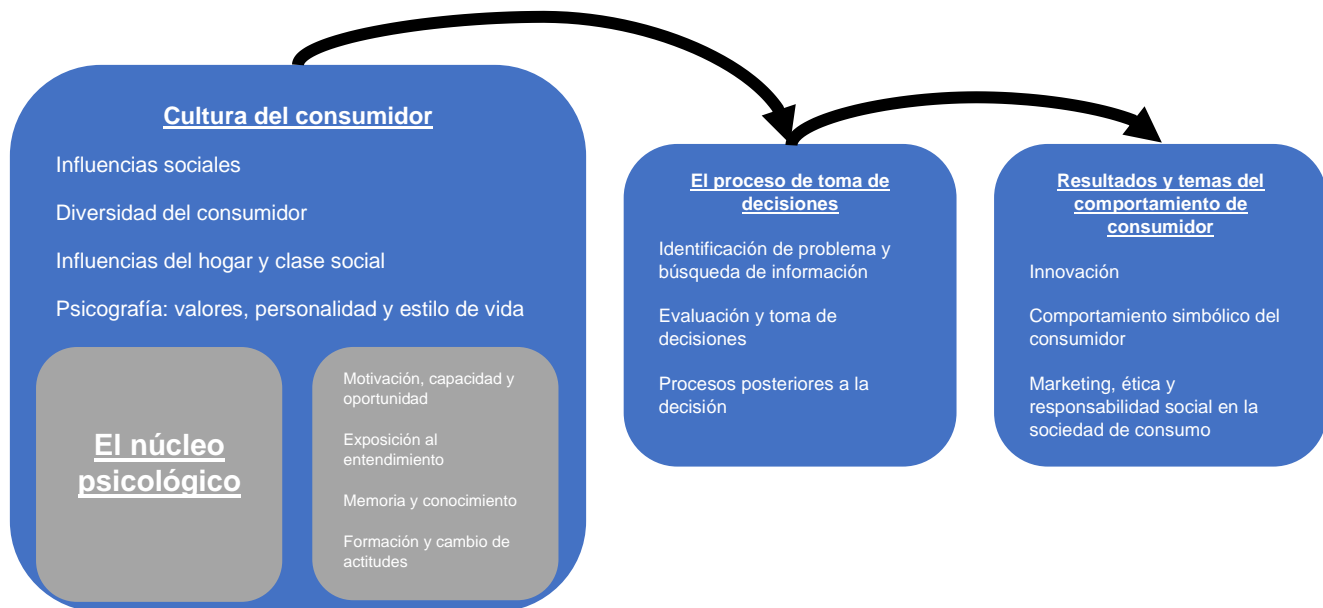 Cultura del consumidor
Influencias sociales
Diversidad del consumidor
Influencias del hogar y clase social
Psicografía: valores, personalidad y estilo de vida
El núcleo
psicológico
Motivación, capacidad y
oportunidad
Exposición al
entendimiento
Memoria y conocimiento
Formación y cambio de
actitudes
El proceso de toma de
decisiones
Identificación de problema y
búsqueda de información
Evaluación y toma de
decisiones
Procesos posteriores a la
decisión
Resultados y temas del
comportamiento de
consumidor
Innovación
Comportamiento simbólico del
consumidor
Marketing, ética y
responsabilidad social en la
sociedad de consumo